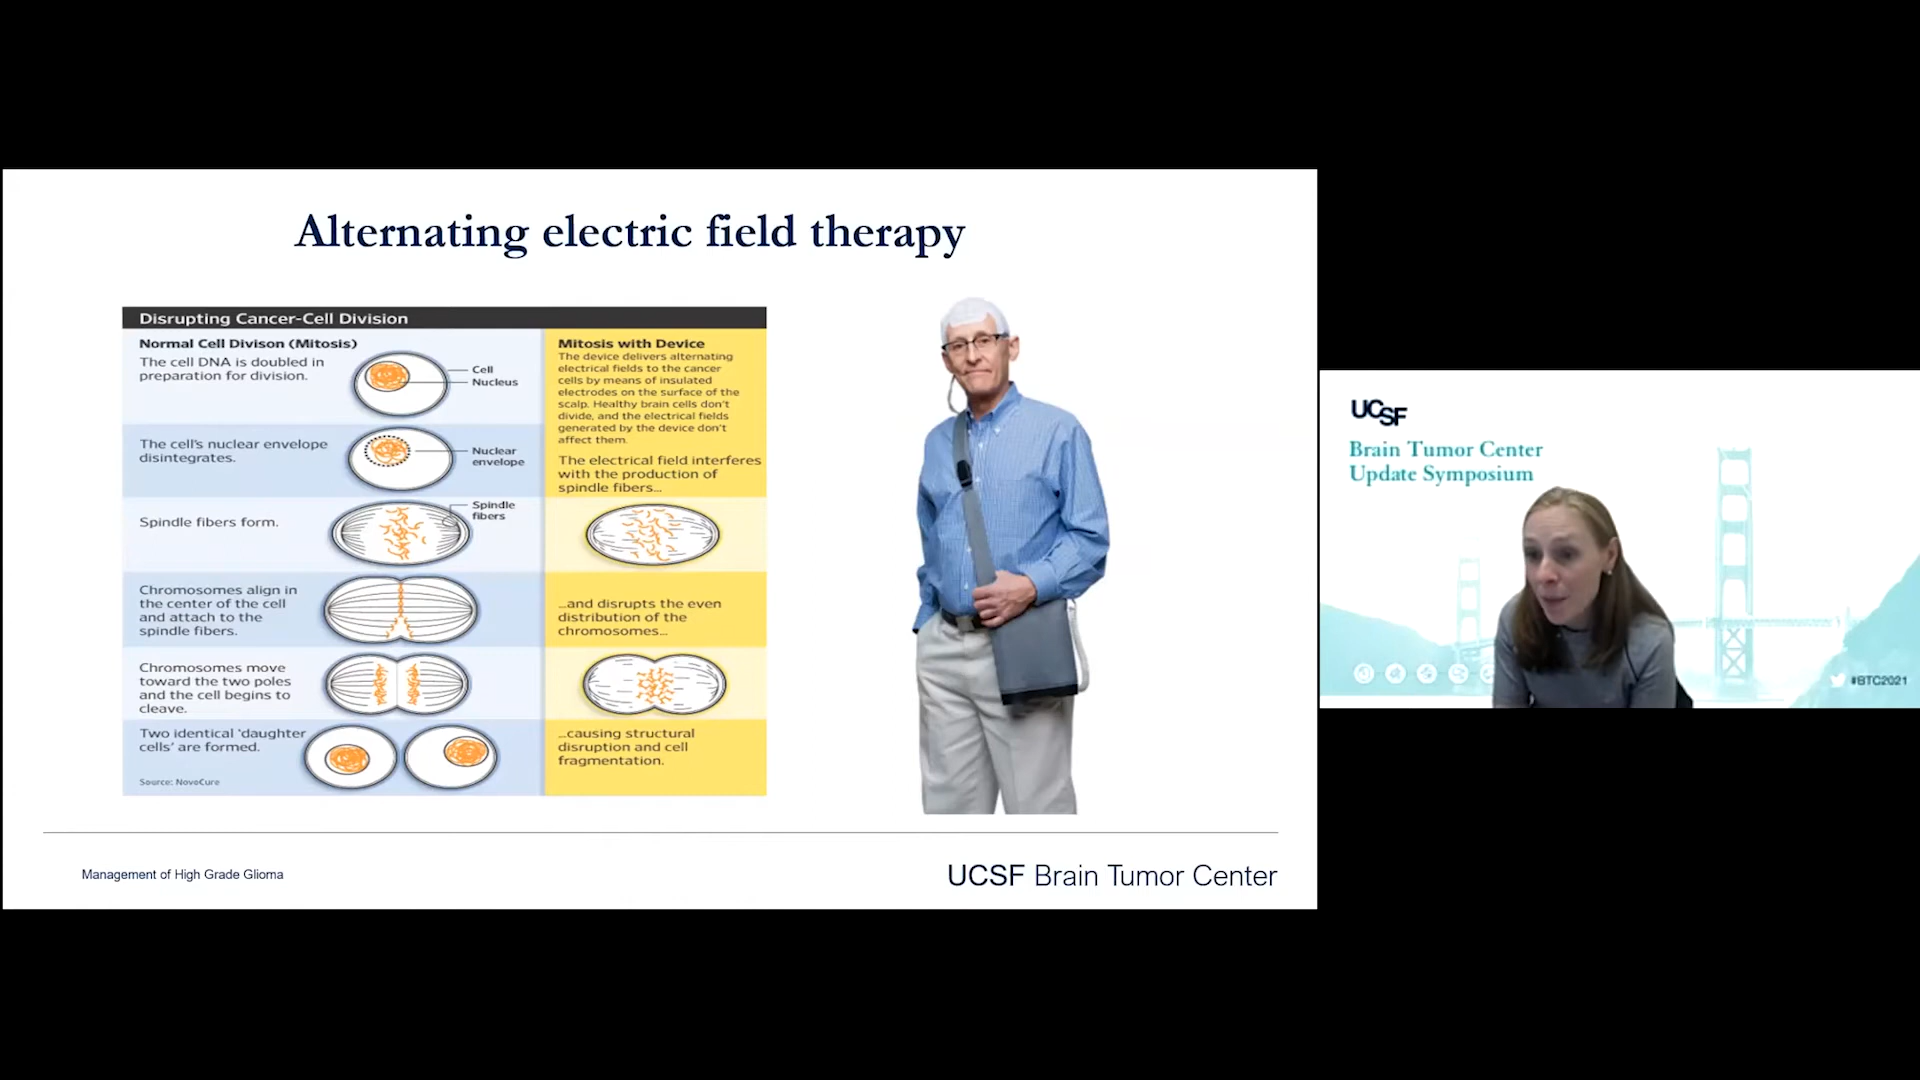 Alternating electric field therapy
Disrupting Cancer-Cell Division
Normal Cell Divison (Mitosis)
The cell DNA is doubled in
preparation for division.
Cell
Nucleus
The cell's nuclear envelope
disintegrates.
Nuclear
envelope
Spindle fibers form.
Spindle
fibers
Chromosomes align in
the center of the cell
and attach to the
spindle fibers.
Chromosomes move
toward the two poles
and the cell begins to
cleave.
Two identical 'daughter
cells' are formed.
Source: NovoCure
Mitosis with Device
The device delivers alternating
electrical fields to the cancer
cells by means of insulated
electrodes on the surface of the
scalp. Healthy brain cells don't
divide, and the electrical fields
generated by the device don't
affect them.
The electrical field interferes
with the production of
spindle fibers...
...and disrupts the even
distribution of the
chromosomes...
...causing structural
disruption and cell
fragmentation.
Management of High Grade Glioma
UCSF Brain Tumor Center
UCSF
Brain Tumor Center
Update Symposium
#BTC2021